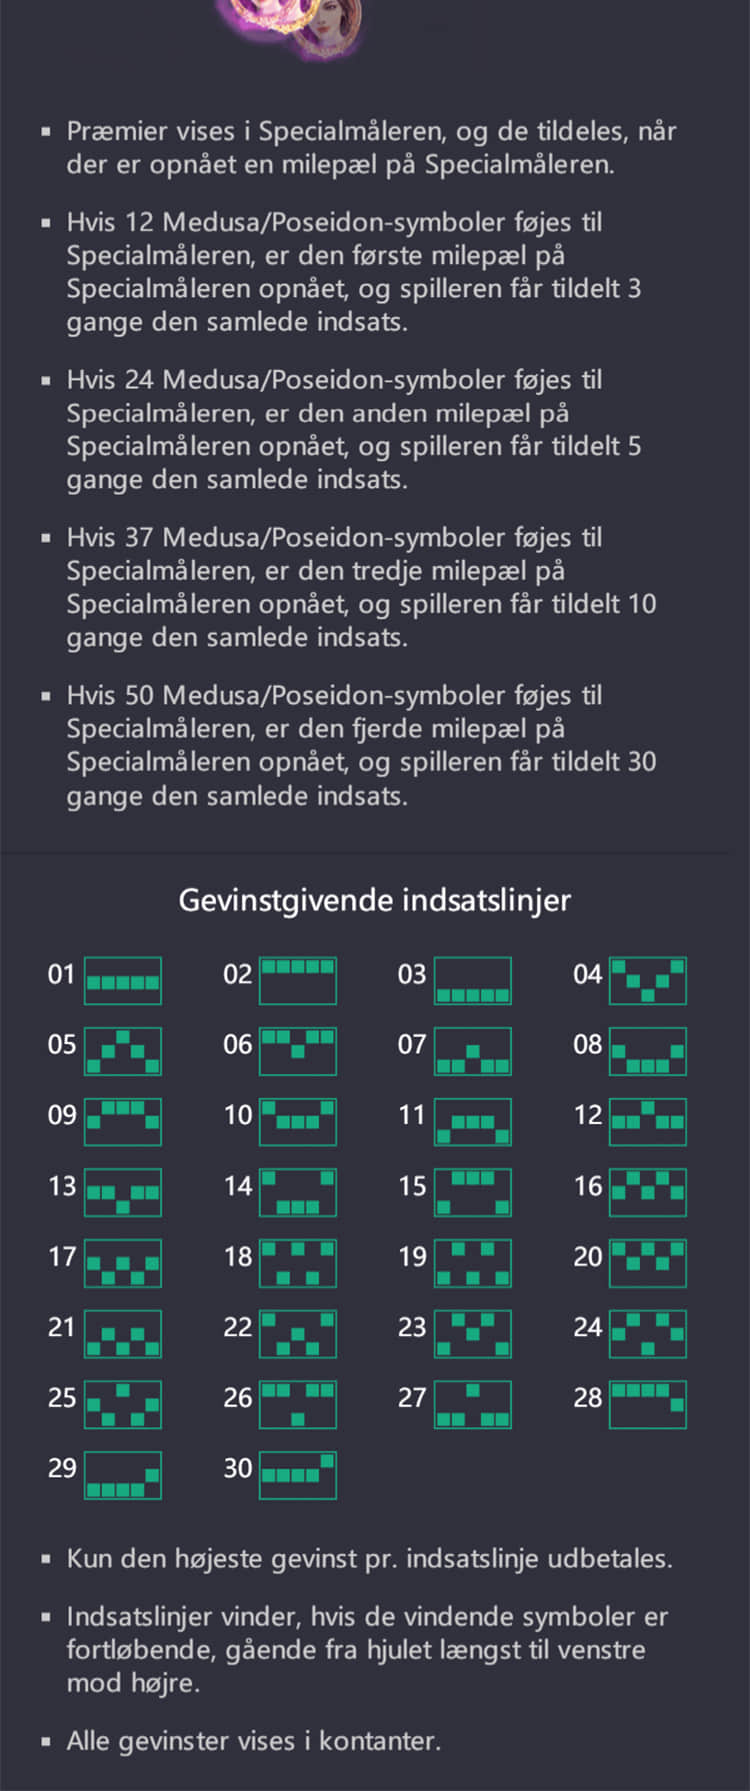 Præmier vises i Specialmåleren, og de tildeles, når
der er opnået en milepæl på Specialmåleren.
Hvis 12 Medusa/Poseidon-symboler føjes til
Specialmåleren, er den første milepæl på
Specialmåleren opnået, og spilleren får tildelt 3
gange den samlede indsats.
Hvis 24 Medusa/Poseidon-symboler føjes til
Specialmåleren, er den anden milepæl på
Specialmåleren opnået, og spilleren får tildelt 5
gange den samlede indsats.
Hvis 37 Medusa/Poseidon-symboler føjes til
Specialmåleren, er den tredje milepæl på
Specialmåleren opnået, og spilleren får tildelt 10
gange den samlede indsats.
Hvis 50 Medusa/Poseidon-symboler føjes til
Specialmåleren, er den fjerde milepæl på
Specialmåleren opnået, og spilleren får tildelt 30
gange den samlede indsats.
Gevinstgivende indsatslinjer
01 02 03 04
05 06 07 08
09 10 11 12
13 14 15 16
17 18 19 20
21 22 23 24
25 26 27 28
29 30
Kun den højeste gevinst pr. indsatslinje udbetales.
Indsatslinjer vinder, hvis de vindende symboler er
fortløbende, gående fra hjulet længst til venstre
mod højre.
Alle gevinster vises i kontanter.